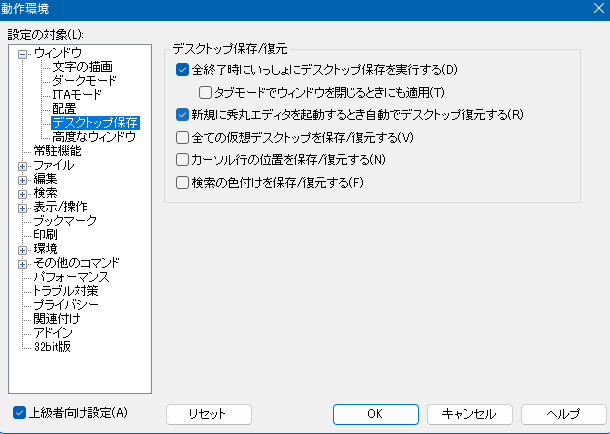 動作環境
設定の対象(L):
ウィンドウ
文字の描画
ダークモード
ITAモード
配置
デスクトップ保存
高度なウィンドウ
常駐機能
ファイル
編集
検索
表示/操作
ブックマーク
印刷
環境
その他のコマンド
パフォーマンス
トラブル対策
プライバシー
関連付け
アドイン
32bit版
デスクトップ保存/復元
全終了時にいっしょにデスクトップ保存を実行する(D)
タブモードでウィンドウを閉じるときにも適用(T)
新規に秀丸エディタを起動するとき自動でデスクトップ復元する(R)
全ての仮想デスクトップを保存/復元する(V)
カーソル行の位置を保存/復元する(N)
検索の色付けを保存/復元する(F)
上級者向け設定(A)
リセット
OK
キャンセル
ヘルプ